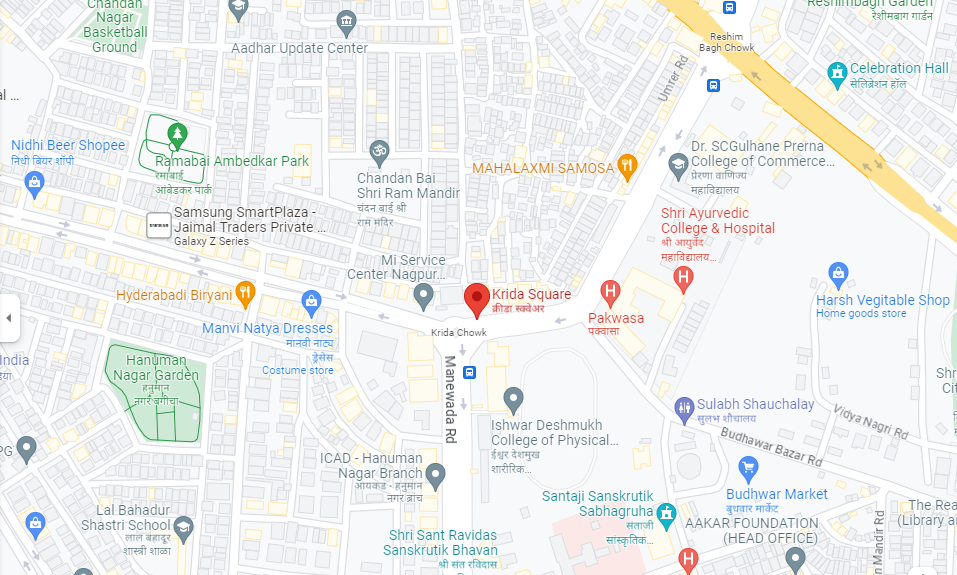 Chandan
Nagar
Basketball
Ground
Aadhar Update Center
Reshim
Bagh Chowk
Reshimbagh Garden
रेशीमबाग गार्डन
Celebration Hall
सेलिब्रेशन हॉल
Umrer Rd
Nidhi Beer Shopee
निधी बियर शॉपी
Ramabai Ambedkar Park
रमाबाई
आंबेडकर पार्क
Chandan Bai
Shri Ram Mandir
चंदन बाई श्री
राम मंदिर
MAHALAXMI SAMOSA
Dr. SCGulhane Prerna
College of Commerce...
प्रेरणा वाणिज्य
महाविद्यालय
Samsung SmartPlaza -
Jaimal Traders Private ...
Galaxy Z Series
Shri Ayurvedic
College & Hospital
श्री आयुर्वेद
महाविद्यालय...
Mi Service
Center Nagpur...
Hyderabadi Biryani
Krida Square
क्रीडा स्क्वेअर
Krida Chowk
Pakwasa
पक्वासा
Harsh Vegitable Shop
Home goods store
Manvi Natya Dresses
मानवी नाट्य
ड्रेसेस
Costume store
India
Hanuman
Nagar Garden
हनुमान
नगर बगीचा
Manewada Rd
Ishwar Deshmukh
College of Physical...
ईश्वर देशमुख
शारीरिक...
Sulabh Shauchalay
सुलभ शौचालय
Vidya Nagri Rd
Budhawar Bazar Rd
ICAD - Hanuman
Nagar Branch
आयकड - हनुमान
नगर ब्रांच
PG
Budhwar Market
बुधवार मार्केट
Santaji Sanskrutik
Sabhagruha
संताजी
सांस्कृतिक...
Lal Bahadur
Shastri School
लाल बहादूर
शास्त्री शाळा
Shri Sant Ravidas
Sanskrutik Bhavan
श्री संत रविदास
AAKAR FOUNDATION
(HEAD OFFICE)
The Rea
(Library a
Mandir Rd